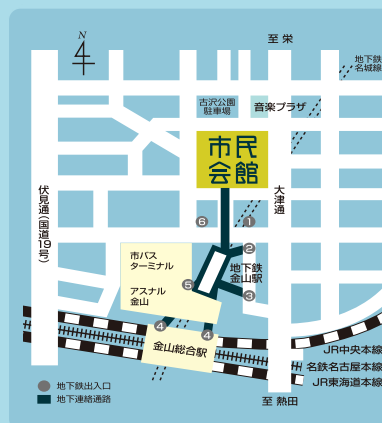 至 栄
N
地下鉄
名城線
古沢公園
駐車場
音楽プラザ
市民
会館
伏見通(国道19号)
大津通
6
1
2
市バス
ターミナル
地下鉄
金山駅
5
アスナル
金山
3
4
4
金山総合駅
JR中央本線
名鉄名古屋本線
JR東海道本線
地下鉄出入口
地下連絡通路
至 熱田